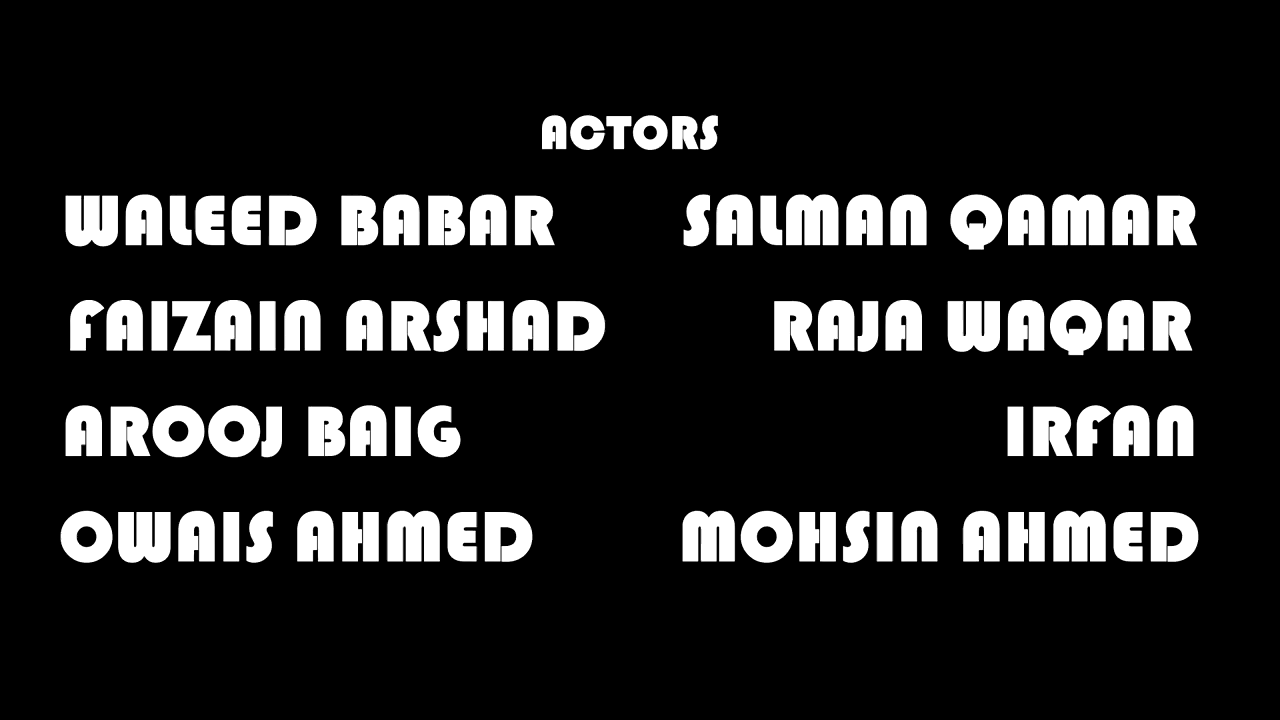 ACTORS
WALEED BABAR SALMAN QAMAR
FAIZAIN ARSHAD RAJA WAQAR
AROOJ BAIG IRFAN
OWAIS AHMED MOHSIN AHMED